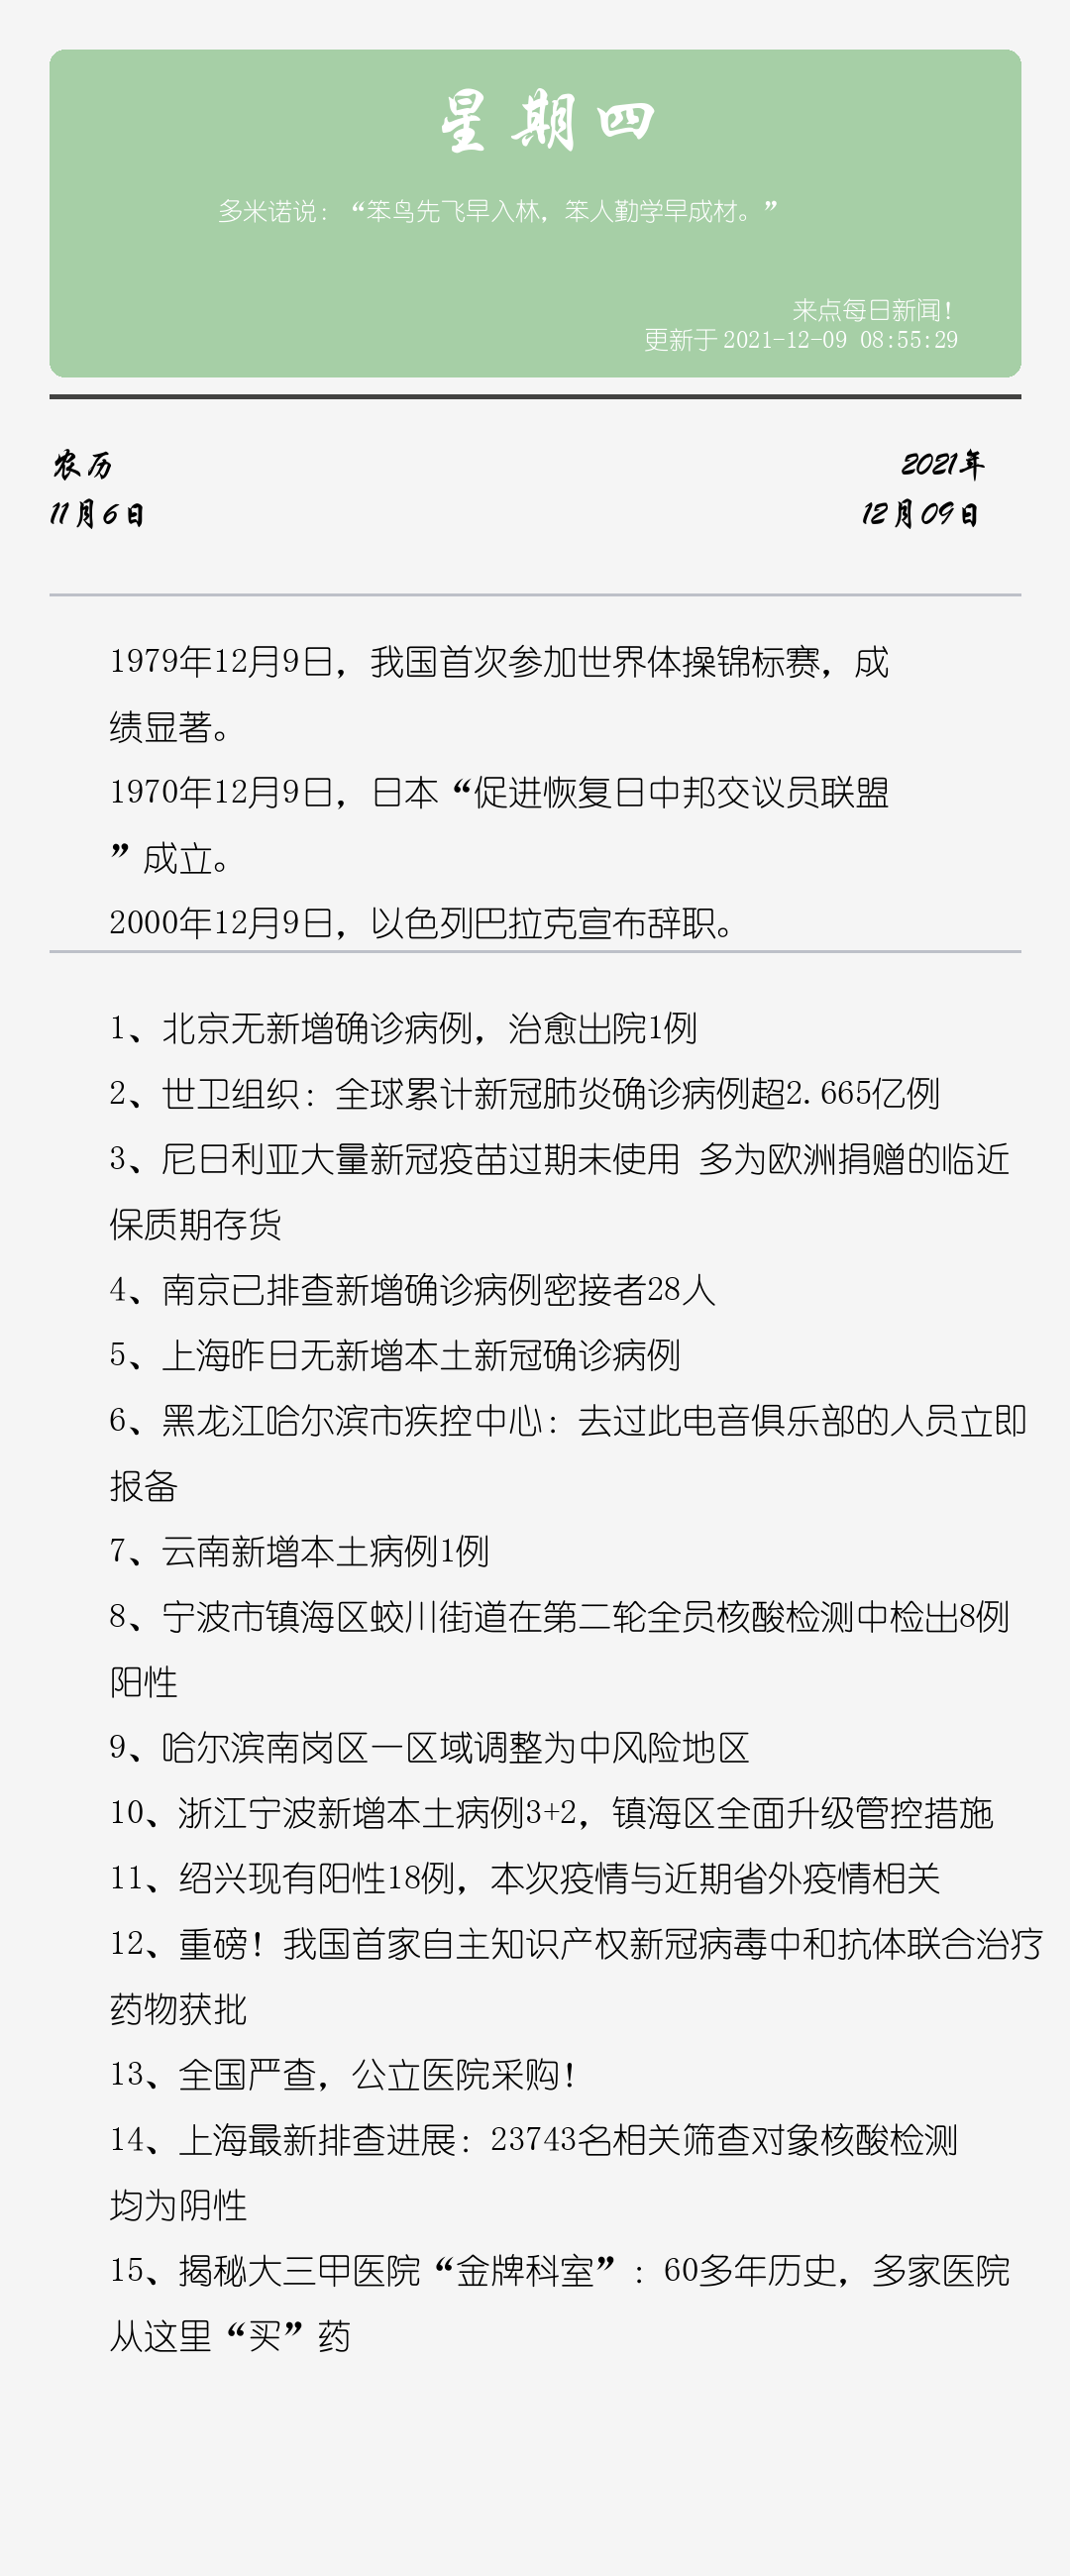 星期四
多米诺说：“笨鸟先飞早入林，笨人勤学早成材。”
来点每日新闻！
更新于 2021-12-09 08:55:29
农历
2021年
11月6日
12月09日
1979年12月9日，我国首次参加世界体操锦标赛，成
绩显著。
1970年12月9日，日本“促进恢复日中邦交议员联盟
”成立。
2000年12月9日，以色列巴拉克宣布辞职。
1、北京无新增确诊病例，治愈出院1例
2、世卫组织：全球累计新冠肺炎确诊病例超2.665亿例
3、尼日利亚大量新冠疫苗过期未使用 多为欧洲捐赠的临近
保质期存货
4、南京已排查新增确诊病例密接者28人
5、上海昨日无新增本土新冠确诊病例
6、黑龙江哈尔滨市疾控中心：去过此电音俱乐部的人员立即
报备
7、云南新增本土病例1例
8、宁波市镇海区蛟川街道在第二轮全员核酸检测中检出8例
阳性
9、哈尔滨南岗区一区域调整为中风险地区
10、浙江宁波新增本土病例3+2，镇海区全面升级管控措施
11、绍兴现有阳性18例，本次疫情与近期省外疫情相关
12、重磅！我国首家自主知识产权新冠病毒中和抗体联合治疗
药物获批
13、全国严查，公立医院采购！
14、上海最新排查进展：23743名相关筛查对象核酸检测
均为阴性
15、揭秘大三甲医院“金牌科室”：60多年历史，多家医院
从这里“买”药